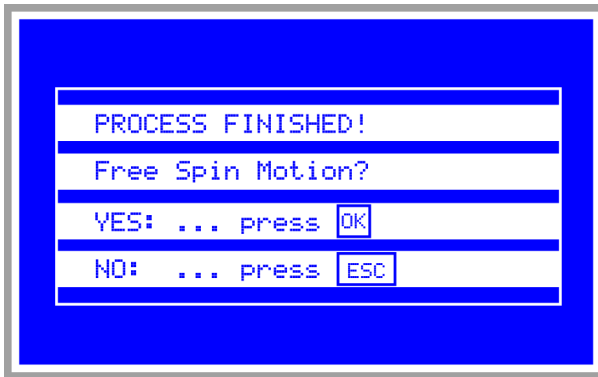 PROCESS FINISHED!
Free Spin Motion?
YES: ... press OK
NO: ... press ESC